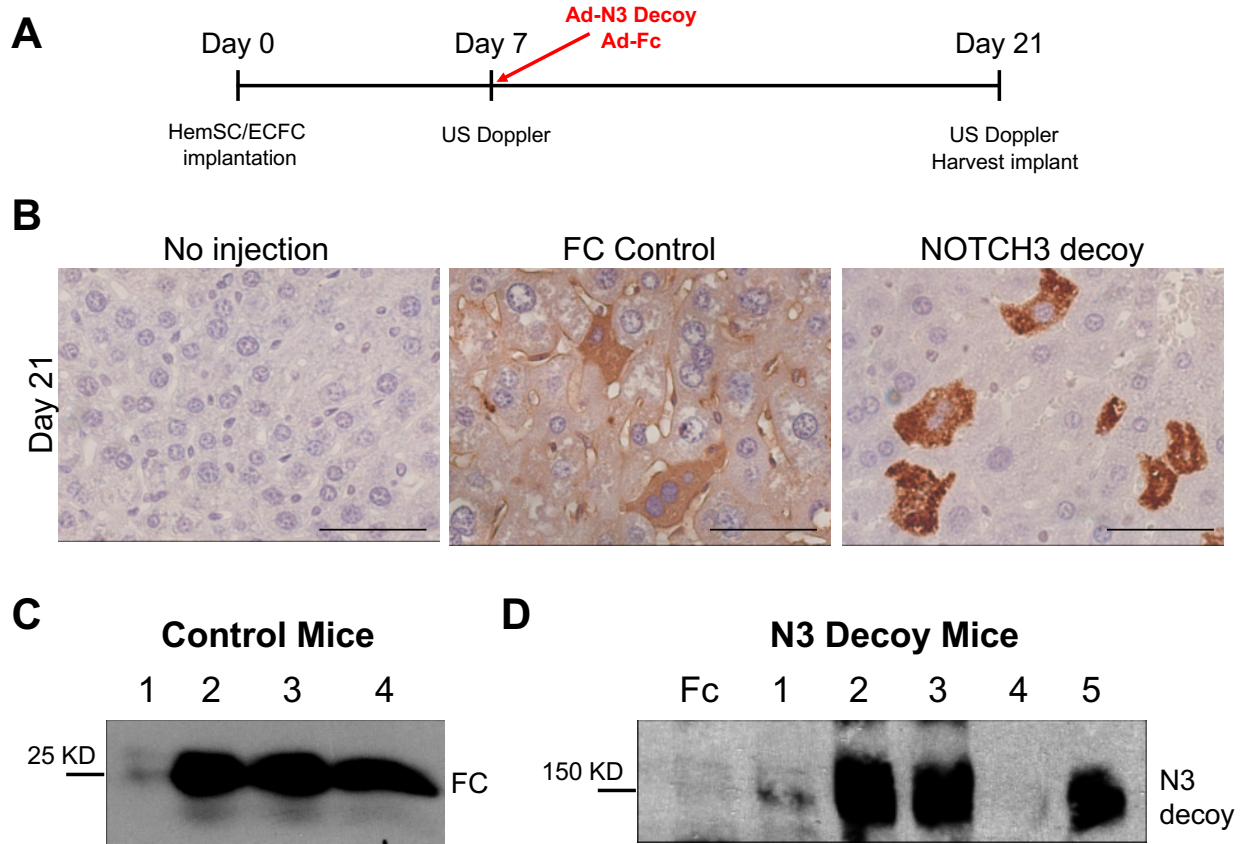 A
Ad-N3 Decoy
Ad-Fc
Day 0
Day 7
Day 21
HemSC/ECFC
implantation
US Doppler
US Doppler
Harvest implant
B
No injection
FC Control
NOTCH3 decoy
Day 21
C
Control Mice
1 2 3 4
25 KD
FC
D
N3 Decoy Mice
Fc 1 2 3 4 5
150 KD
N3
decoy